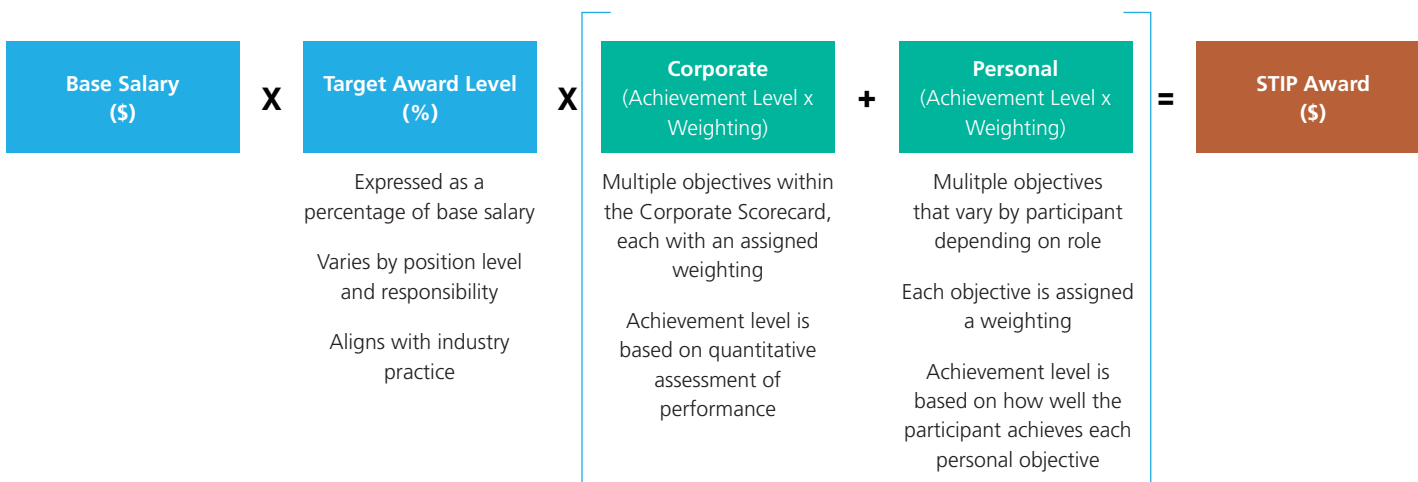 Base Salary
($)
X
Target Award Level
(%)
X
Corporate
(Achievement Level x
Weighting)
+
Personal
(Achievement Level x
Weighting)
=
STIP Award
($)
Expressed as a
percentage of base salary
Varies by position level
and responsibility
Aligns with industry
practice
Multiple objectives within
the Corporate Scorecard,
each with an assigned
weighting
Achievement level is
based on quantitative
assessment of
performance
Mulitple objectives
that vary by participant
depending on role
Each objective is assigned
a weighting
Achievement level is
based on how well the
participant achieves each
personal objective